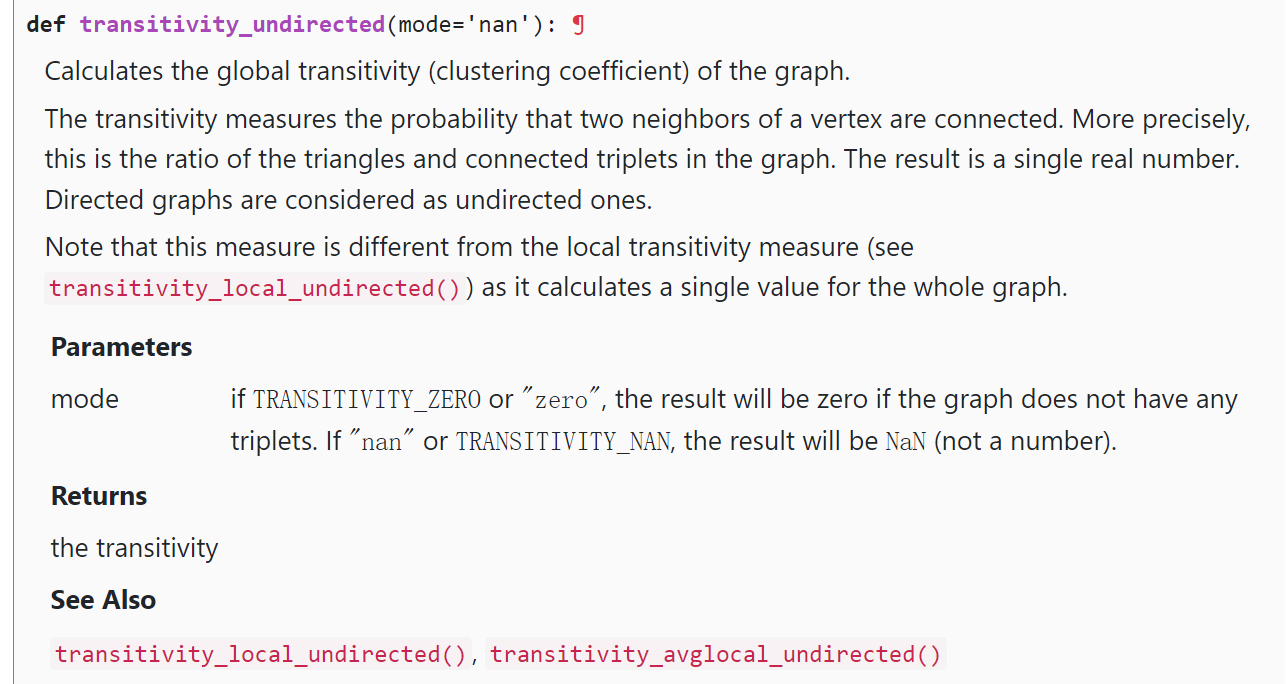 def transitivity_undirected(mode='nan'): ¶
Calculates the global transitivity (clustering coefficient) of the graph.
The transitivity measures the probability that two neighbors of a vertex are connected. More precisely,
this is the ratio of the triangles and connected triplets in the graph. The result is a single real number.
Directed graphs are considered as undirected ones.
Note that this measure is different from the local transitivity measure (see
transitivity_local_undirected()) as it calculates a single value for the whole graph.
Parameters
mode if TRANSITIVITY_ZERO or "zero", the result will be zero if the graph does not have any
triplets. If "nan" or TRANSITIVITY_NAN, the result will be NaN (not a number).
Returns
the transitivity
See Also
transitivity_local_undirected(), transitivity_avglocal_undirected()